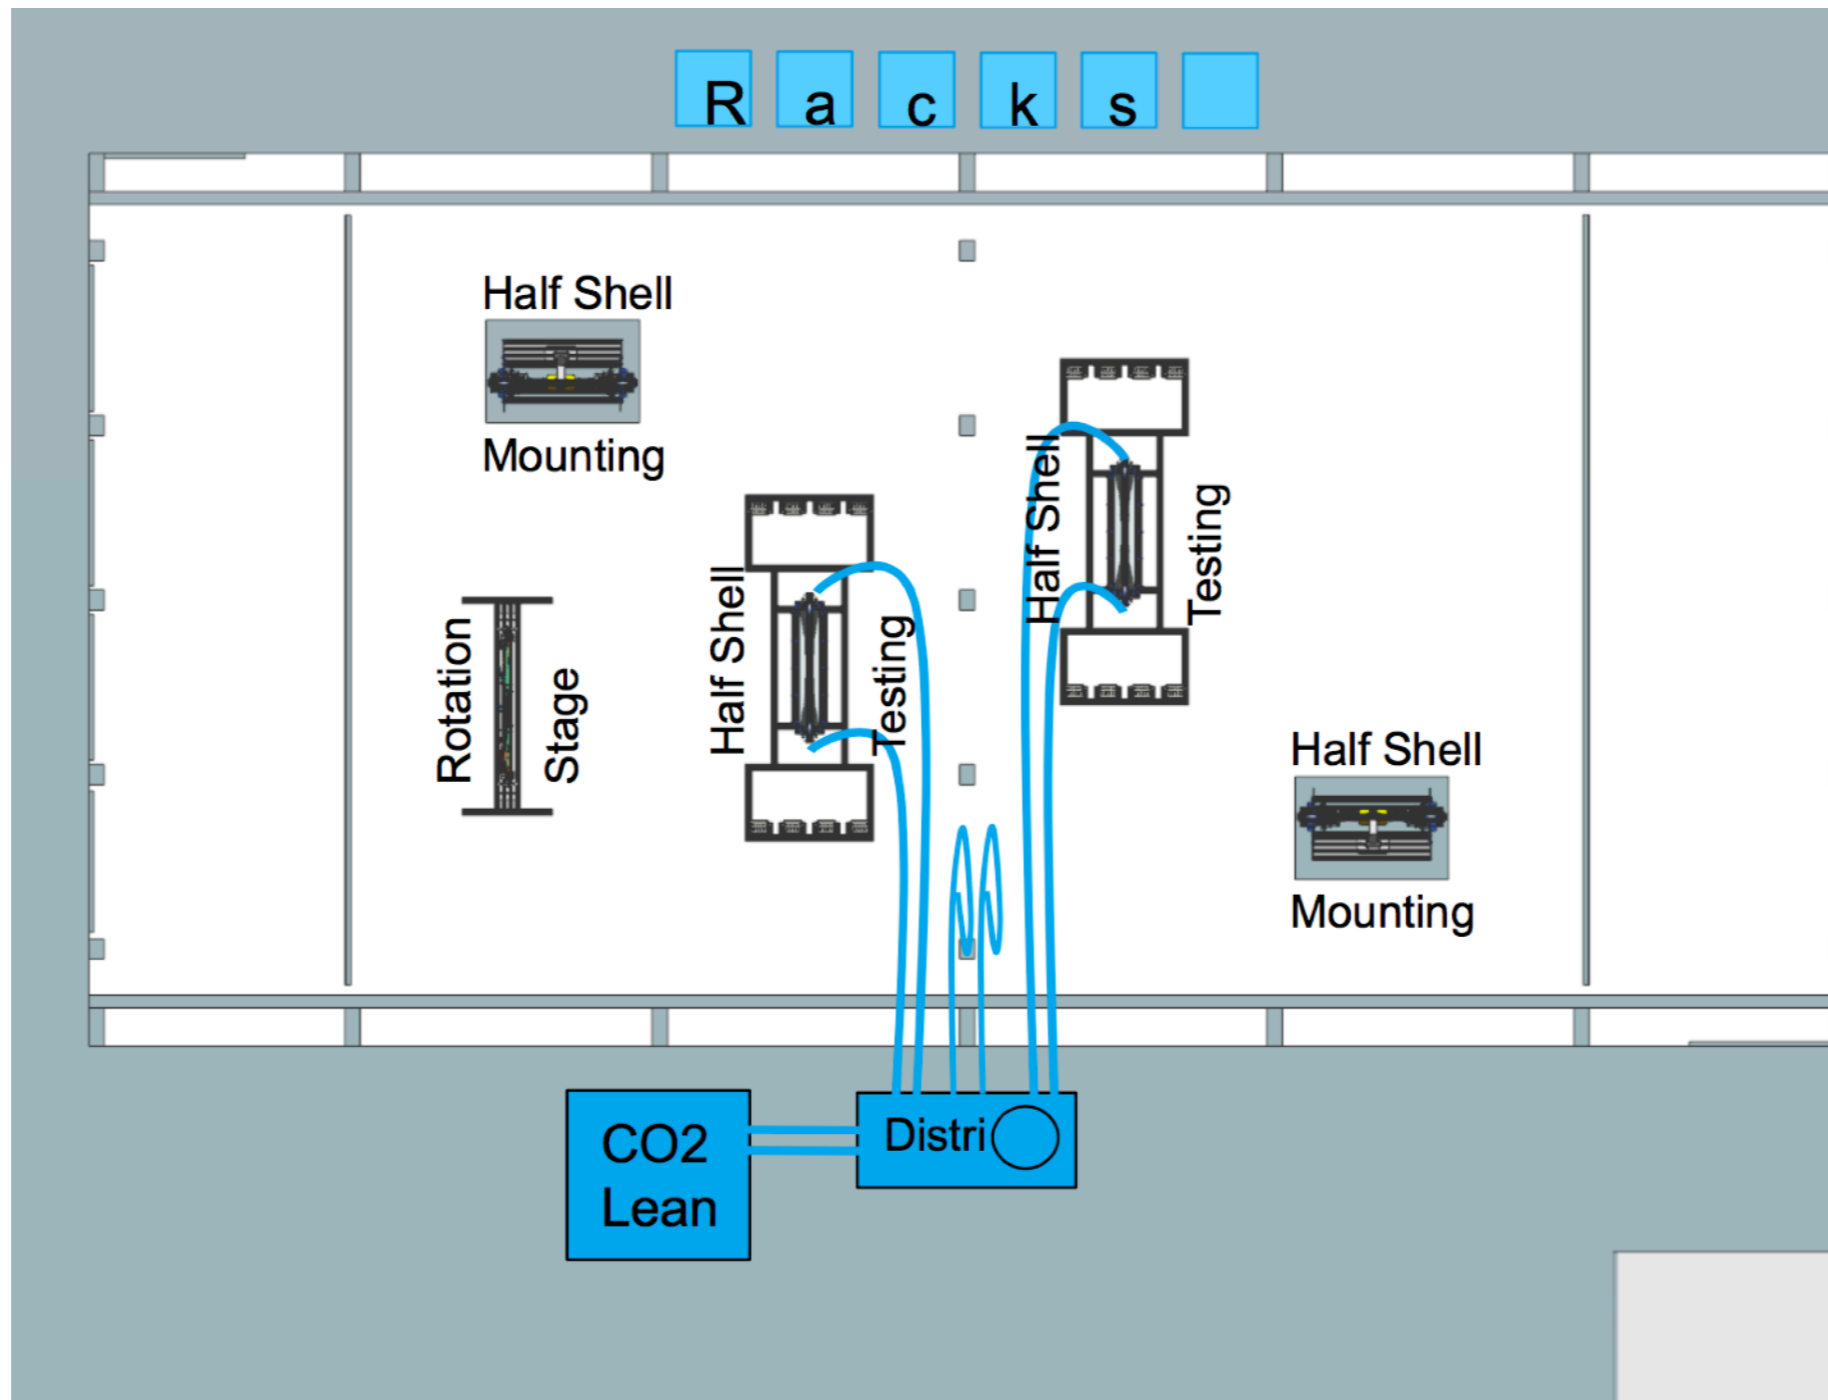 R a c k s
Half Shell
Mounting
Half Shell
Testing
Half Shell
Testing
Rotation
Stage
Half Shell
Mounting
CO2
Lean
Distri